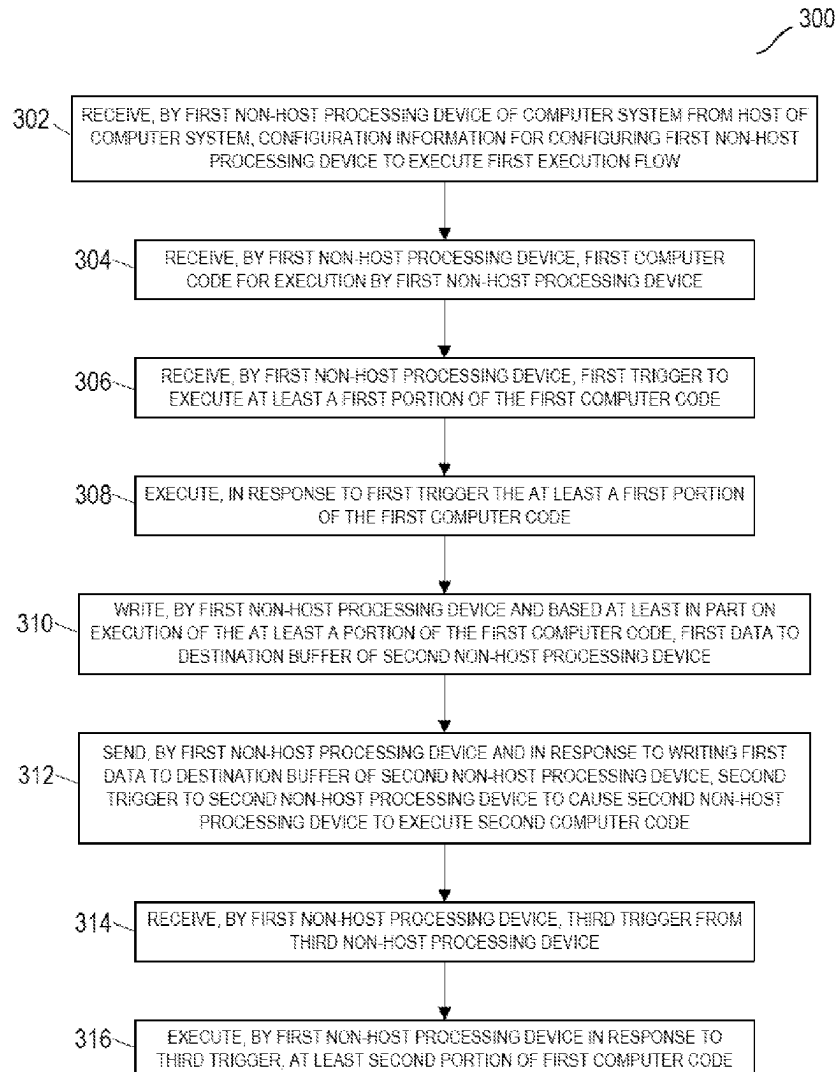 300
302
RECEIVE, BY FIRST NON-HOST PROCESSING DEVICE OF COMPUTER SYSTEM FROM HOST OF
COMPUTER SYSTEM, CONFIGURATION INFORMATION FOR CONFIGURING FIRST NON-HOST
PROCESSING DEVICE TO EXECUTE FIRST EXECUTION FLOW
304
RECEIVE, BY FIRST NON-HOST PROCESSING DEVICE, FIRST COMPUTER
CODE FOR EXECUTION BY FIRST NON-HOST PROCESSING DEVICE
306
RECEIVE, BY FIRST NON-HOST PROCESSING DEVICE, FIRST TRIGGER TO
EXECUTE AT LEAST A FIRST PORTION OF THE FIRST COMPUTER CODE
308
EXECUTE, IN RESPONSE TO FIRST TRIGGER THE AT LEAST A FIRST PORTION
OF THE FIRST COMPUTER CODE
310
WRITE, BY FIRST NON-HOST PROCESSING DEVICE AND BASED AT LEAST IN PART ON
EXECUTION OF THE AT LEAST A PORTION OF THE FIRST COMPUTER CODE, FIRST DATA TO
DESTINATION BUFFER OF SECOND NON-HOST PROCESSING DEVICE
312
SEND, BY FIRST NON-HOST PROCESSING DEVICE AND IN RESPONSE TO WRITING FIRST
DATA TO DESTINATION BUFFER OF SECOND NON-HOST PROCESSING DEVICE, SECOND
TRIGGER TO SECOND NON-HOST PROCESSING DEVICE TO CAUSE SECOND NON-HOST
PROCESSING DEVICE TO EXECUTE SECOND COMPUTER CODE
314
RECEIVE, BY FIRST NON-HOST PROCESSING DEVICE, THIRD TRIGGER FROM
THIRD NON-HOST PROCESSING DEVICE
316
EXECUTE, BY FIRST NON-HOST PROCESSING DEVICE IN RESPONSE TO
THIRD TRIGGER, AT LEAST SECOND PORTION OF FIRST COMPUTER CODE